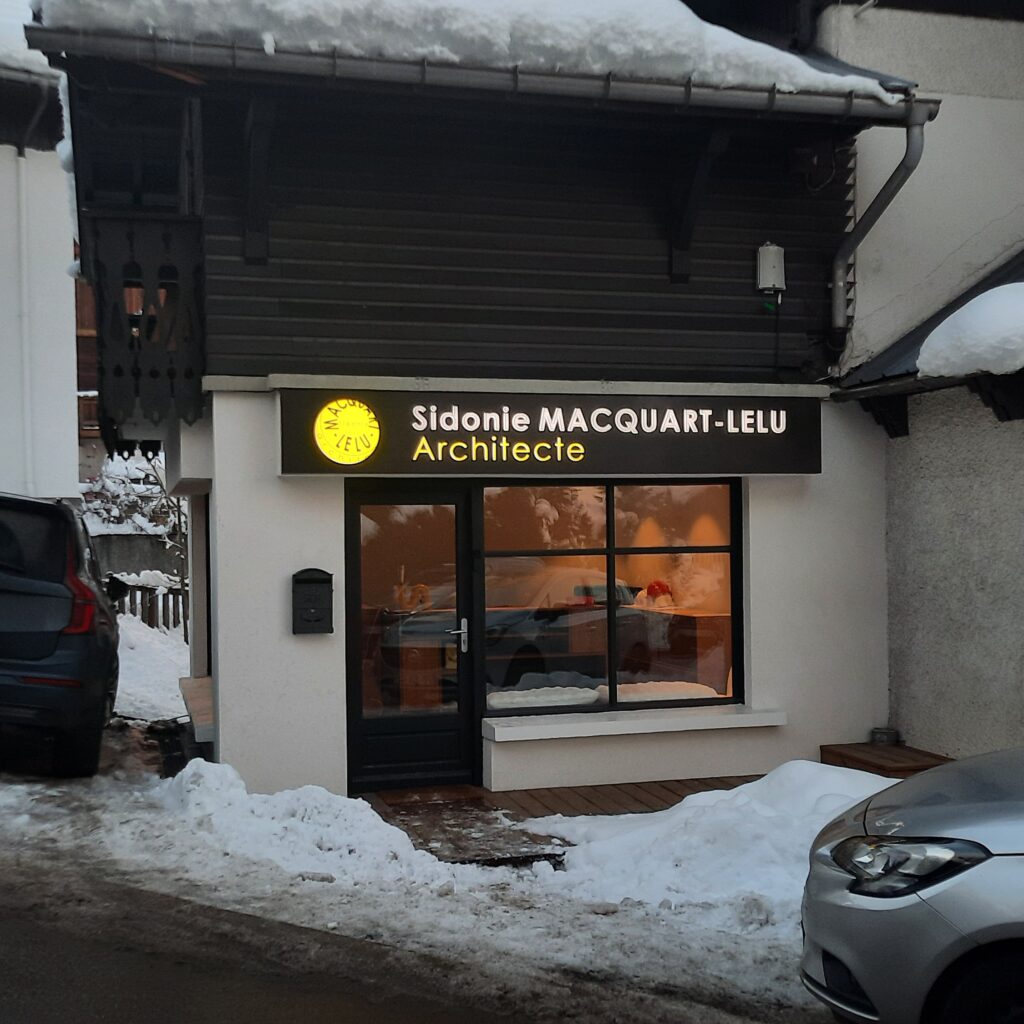 MACQUART
LELU
Sidonie MACQUART-LELU
Architecte